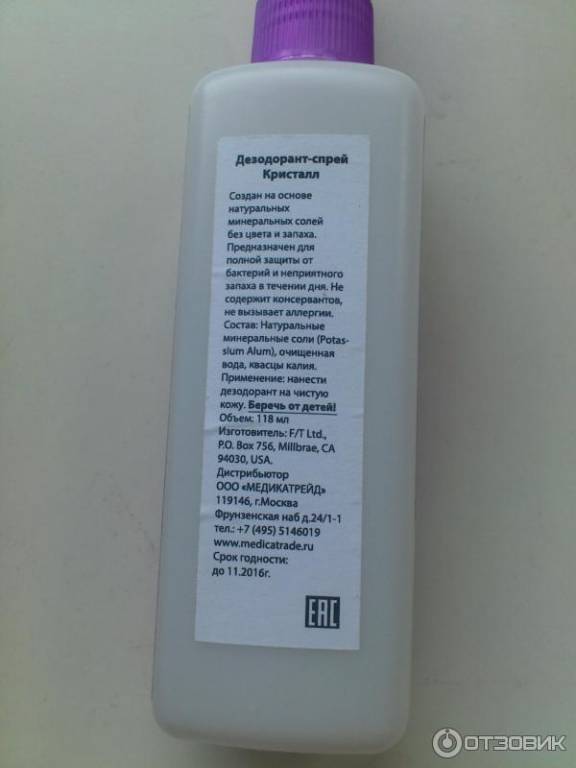 Дезодорант-спрей
Кристалл
Создан на основе
натуральных
минеральных солей
без цвета и запаха.
Предназначен для
полной защиты от
бактерий и неприятного
запаха в течении дня. Не
содержит консервантов,
не вызывает аллергии.
Состав: Натуральные
минеральные соли (Potas-
sium Alum), очищенная
вода, квасцы калия.
Применение: нанести
дезодорант на чистую
кожу. Беречь от детей!
Объем: 118 мл
Изготовитель: F/T Ltd.,
P.O. Box 756, Millbrae, CA
94030, USA.
Дистрибьютор
ООО «МЕДИКАТРЕЙД»
119146, г.Москва
Фрунзенская наб д.24/1-1
тел.: +7 (495) 5146019
www.medicatrade.ru
Срок годности:
до 11.2016г.
EAC
ОТЗОВИК